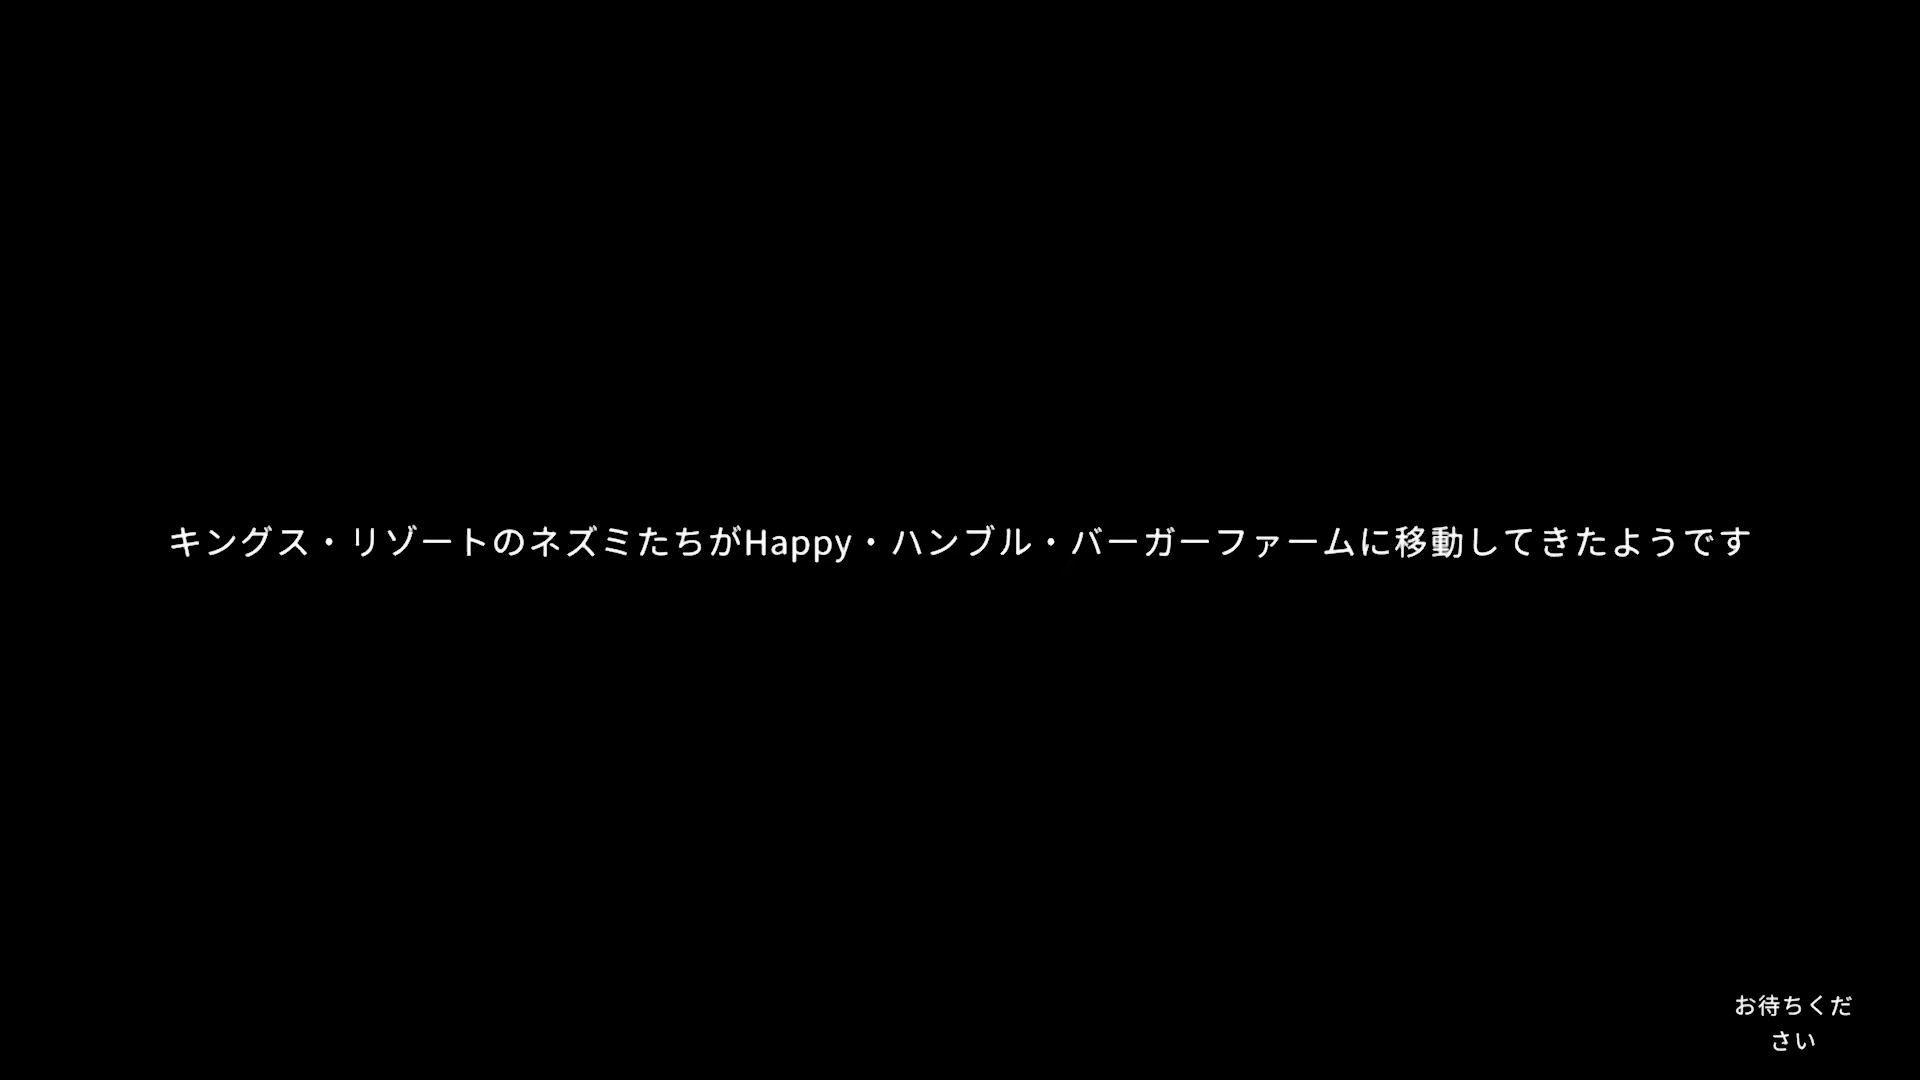 キングス・リゾートのネズミたちがHappy・ハンブル・バーガーファームに移動してきたようです
お待ちくだ
さい